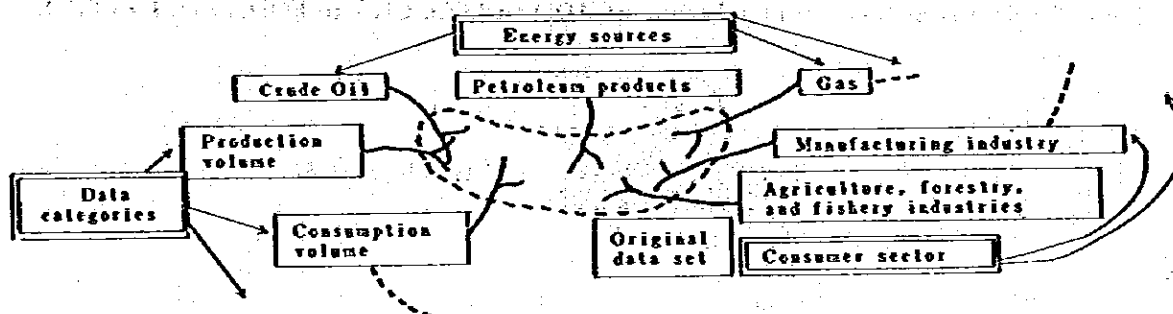 Energy sources
Crude Oil
Petroleum products
Gas
Production
volume
Manufacturing industry
Data
categories
Agriculture, forestry,
and fishery industries
Consumption
volume
Original
data set
Consumer sector